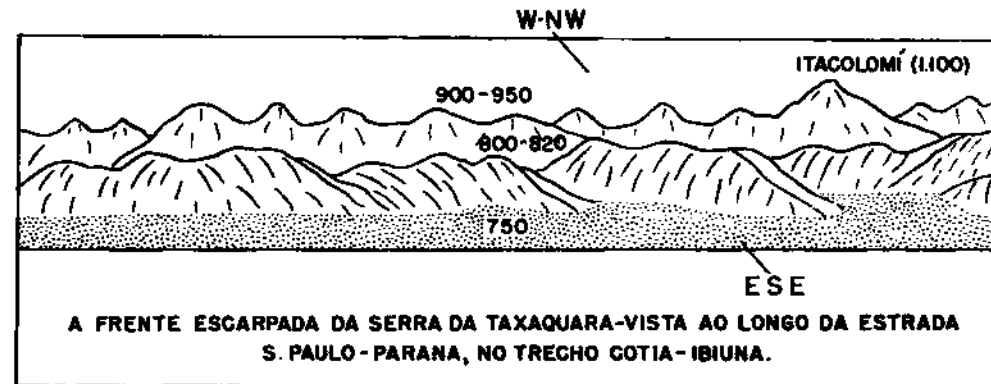 W-NW
ITACOLOMÍ (1.100)
900-950
800-820
750
ESE
A FRENTE ESCARPADA DA SERRA DA TAXAQUARA-VISTA AO LONGO DA ESTRADA
S. PAULO-PARANA, NO TRECHO COTIA-IBIUNA.